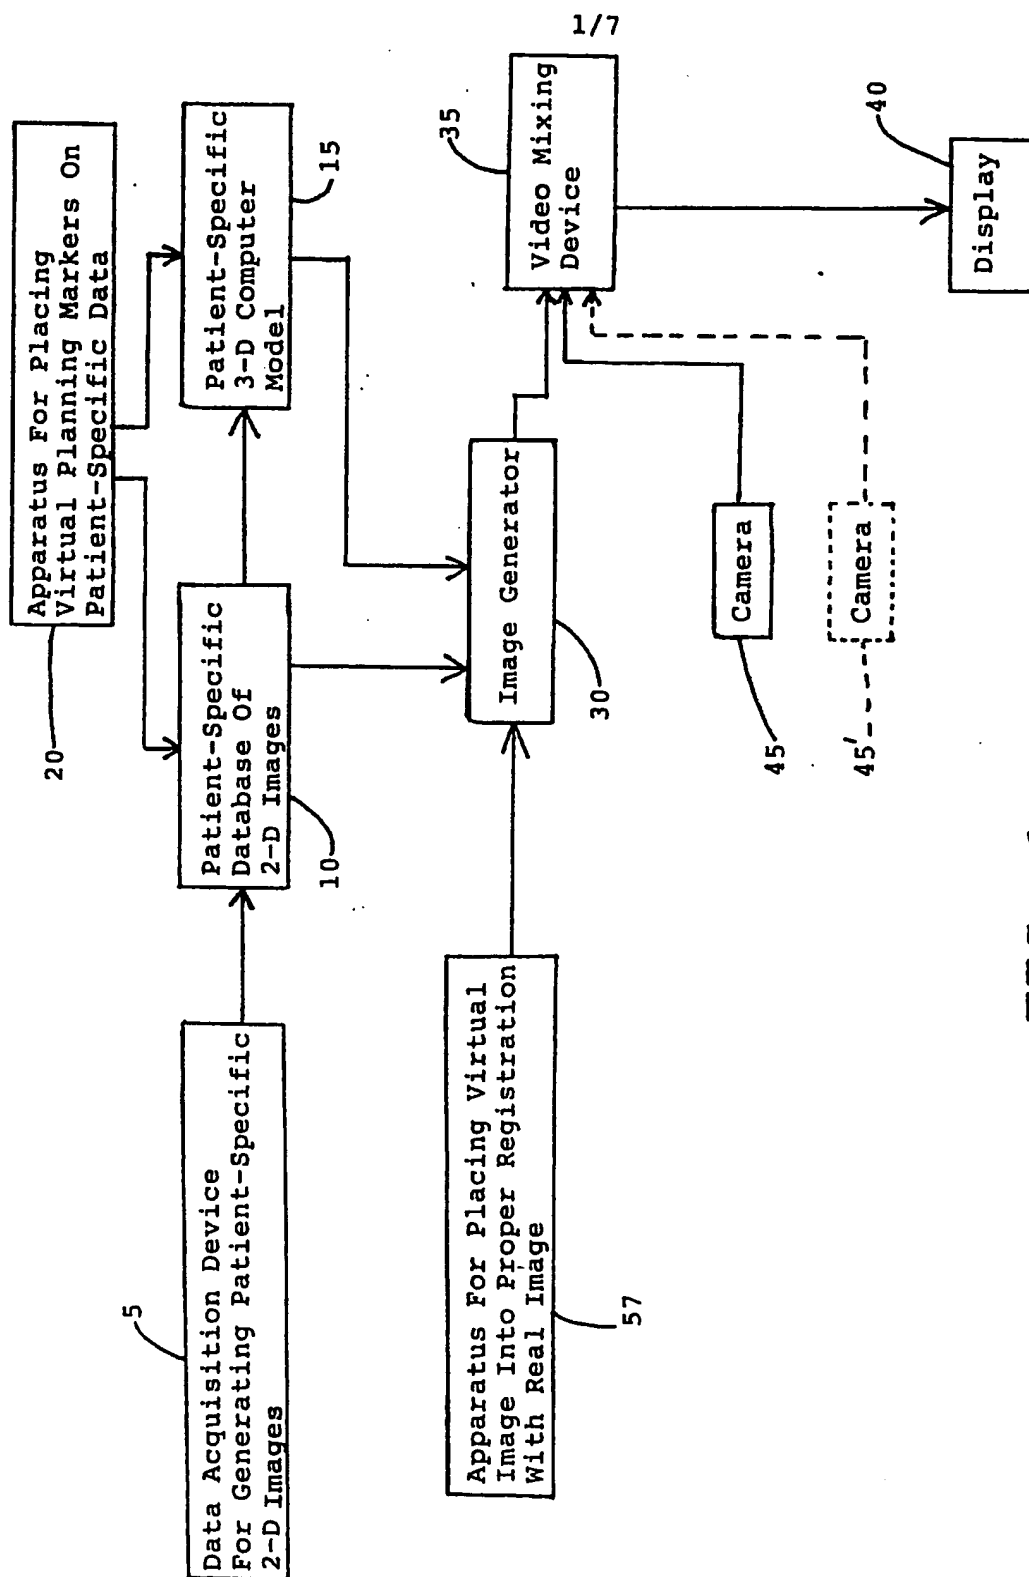 1/7
Apparatus For Placing
Virtual Planning Markers On
Patient-Specific Data
20
Data Acquisition Device
For Generating Patient-Specific
2-D Images
5
Patient-Specific
Database Of
2-D Images
10
Patient-Specific
3-D Computer
Model
15
Apparatus For Placing Virtual
Image Into Proper Registration
With Real Image
57
Image Generator
30
Video Mixing
Device
35
Camera
45
Camera
45'
Display
40